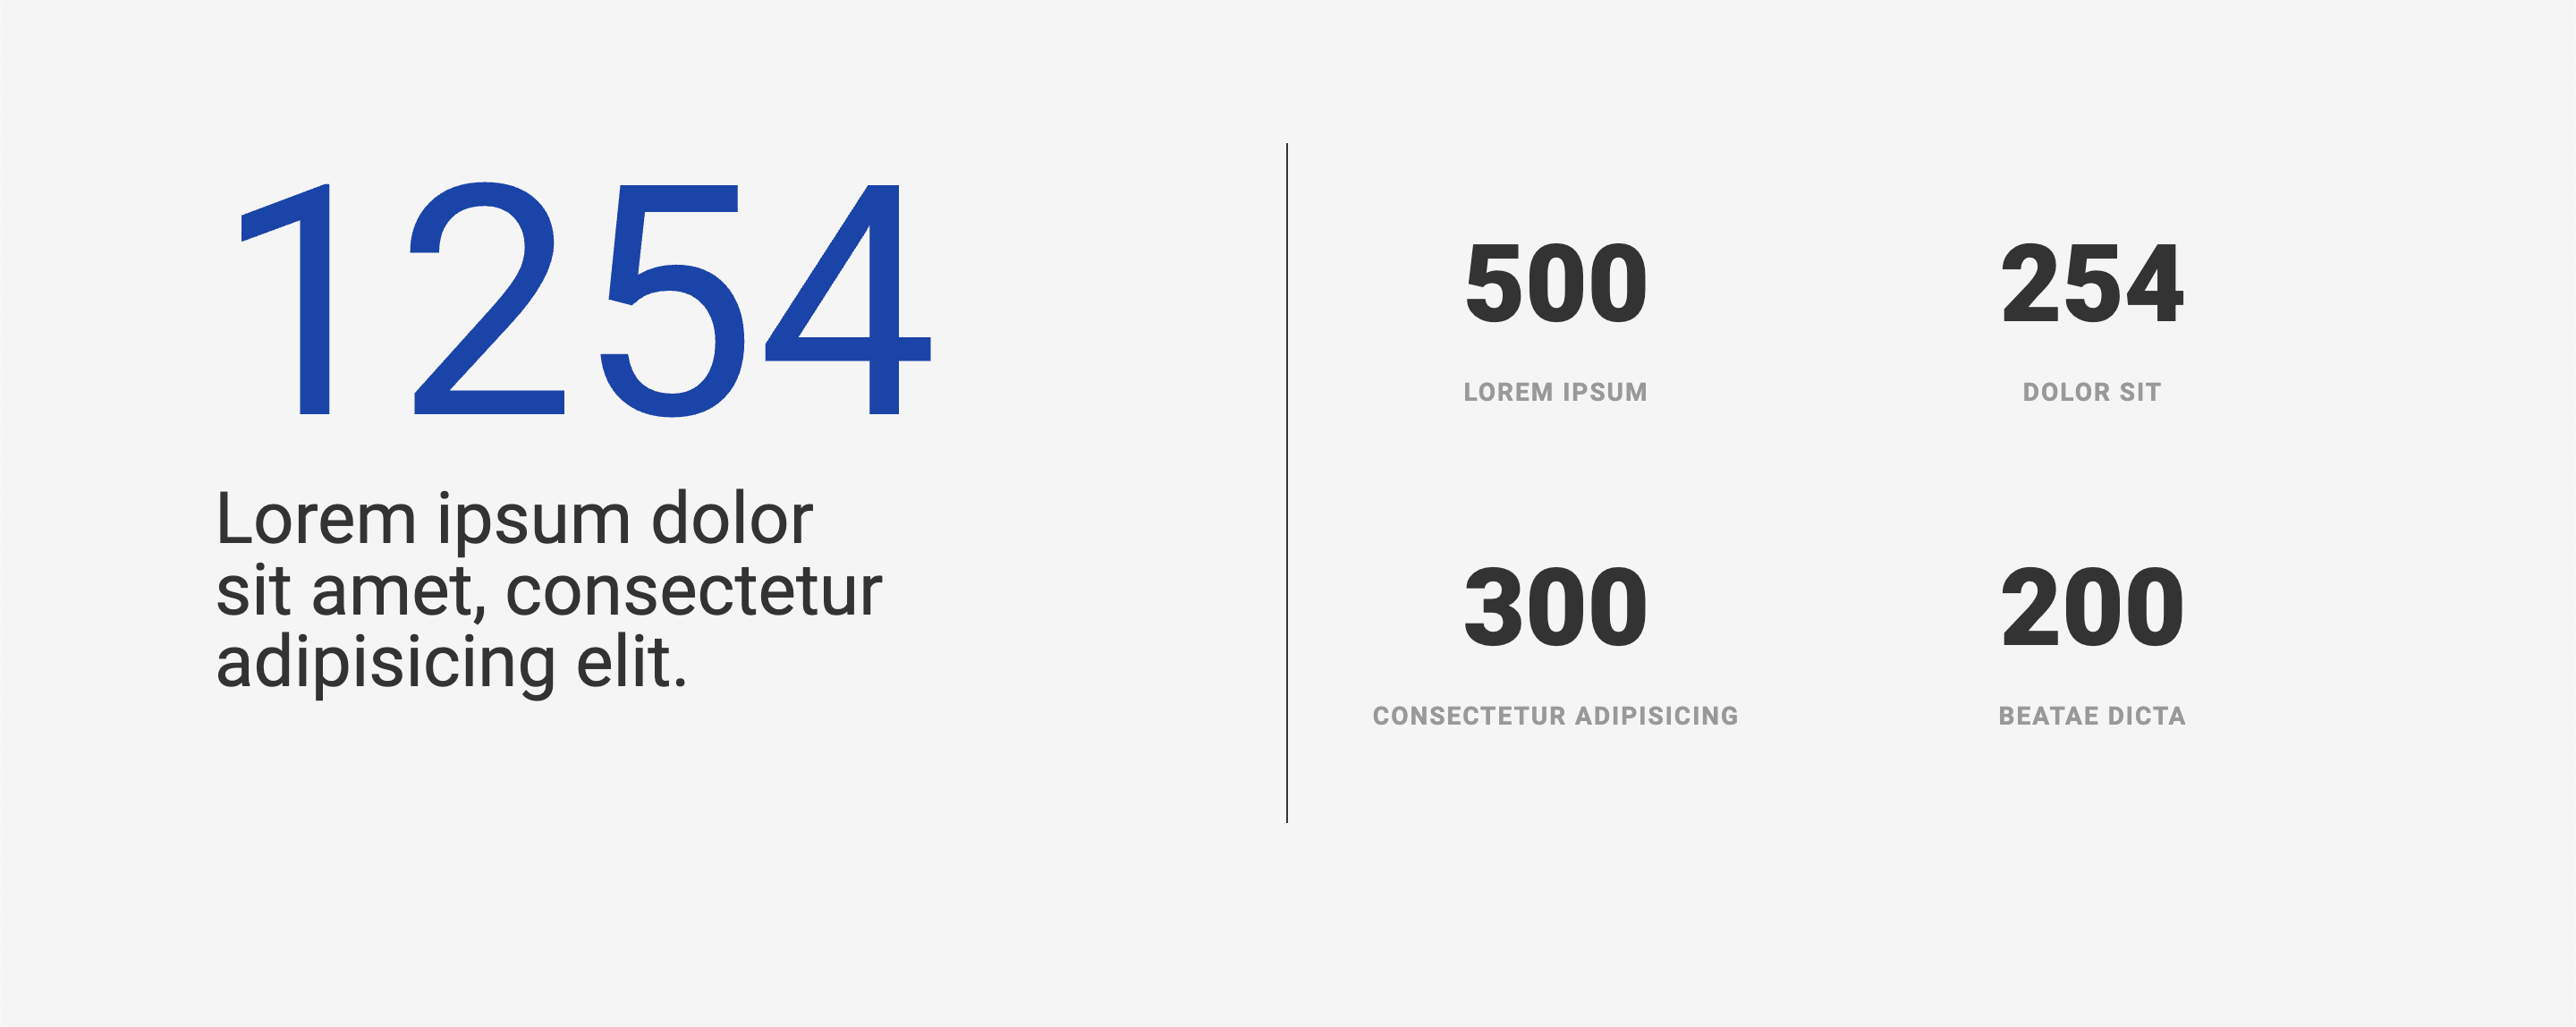 1254
Lorem ipsum dolor
sit amet, consectetur
adipisicing elit.
500
LOREM IPSUM
254
DOLOR SIT
300
CONSECTETUR ADIPISICING
200
BEATAE DICTA